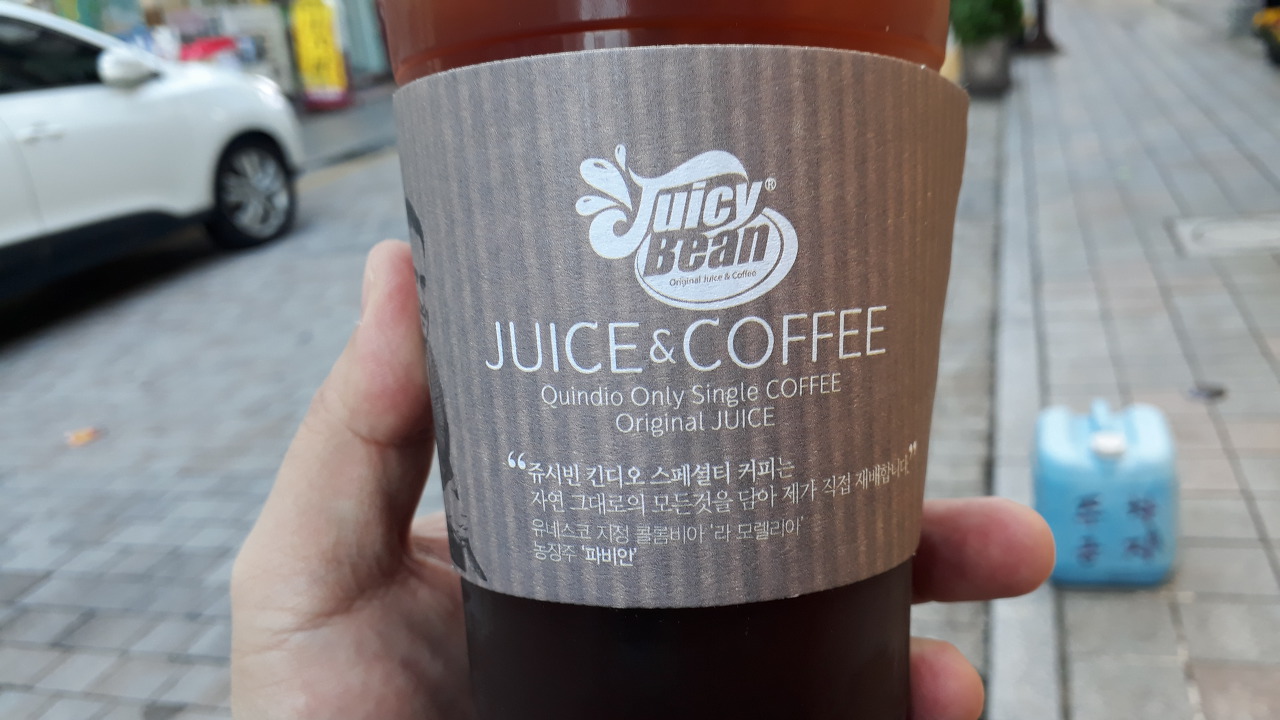 Juicy®
Bean
Original Juice & Coffee
JUICE&COFFEE
Quindio Only Single COFFEE
Original JUICE
“쥬시빈 킨디오 스페셜티 커피는
자연 그대로의 모든것을 담아 제가 직접 재배합니다.”
유네스코 지정 콜롬비아 '라 모렐리아'
농장주 '파비안'